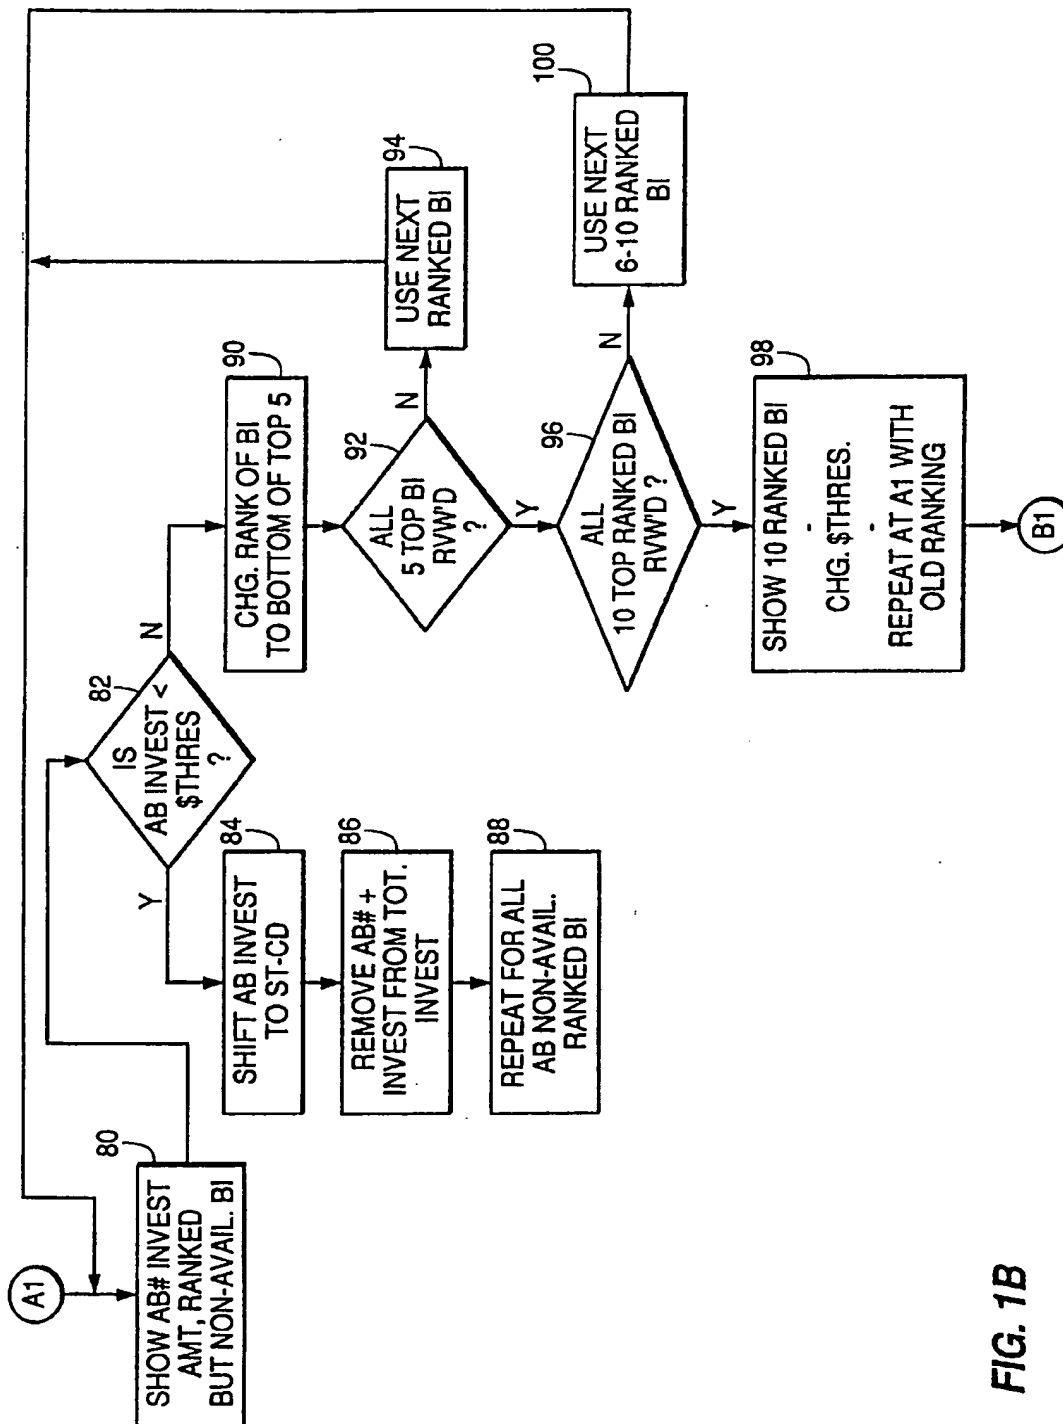 A1
80
SHOW AB# INVEST
AMT, RANKED
BUT NON-AVAIL. BI
82
IS
AB INVEST <
$THRES
?
Y
N
84
SHIFT AB INVEST
TO ST-CD
86
REMOVE AB# +
INVEST FROM TOT.
INVEST
88
REPEAT FOR ALL
AB NON-AVAIL.
RANKED BI
90
CHG. RANK OF BI
TO BOTTOM OF TOP 5
92
ALL
5 TOP BI
RVW'D
?
N
Y
94
USE NEXT
RANKED BI
96
ALL
10 TOP RANKED BI
RVW'D ?
N
Y
100
USE NEXT
6-10 RANKED
BI
98
SHOW 10 RANKED BI
-
CHG. $THRES.
-
REPEAT AT A1 WITH
OLD RANKING
B1
FIG. 1B